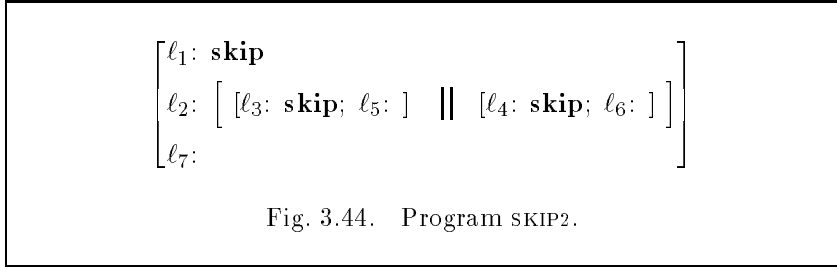 ℓ₁: skip
ℓ₂: [ [ℓ₃: skip; ℓ₅: ] || [ℓ₄: skip; ℓ₆: ] ]
ℓ₇:
Fig. 3.44. Program SKIP2.